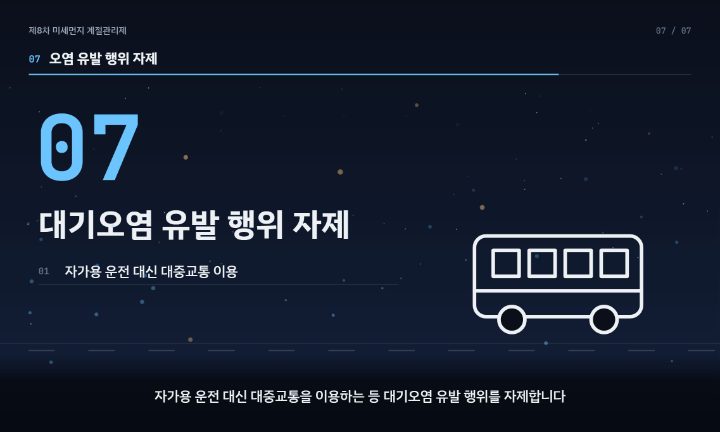 제8차 미세먼지 계절관리제
07 / 07
07 오염 유발 행위 자제
07
대기오염 유발 행위 자제
01 자가용 운전 대신 대중교통 이용
자가용 운전 대신 대중교통을 이용하는 등 대기오염 유발 행위를 자제합니다